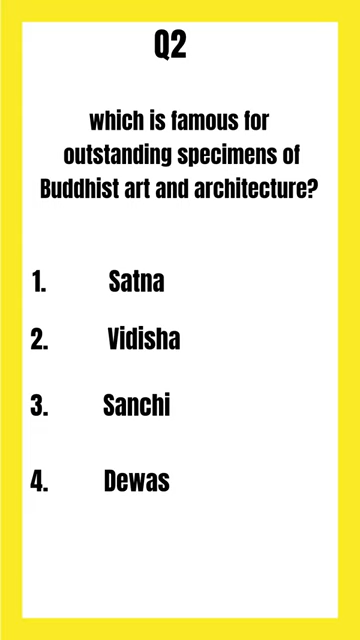 Q2
which is famous for
outstanding specimens of
Buddhist art and architecture?
1. Satna
2. Vidisha
3. Sanchi
4. Dewas